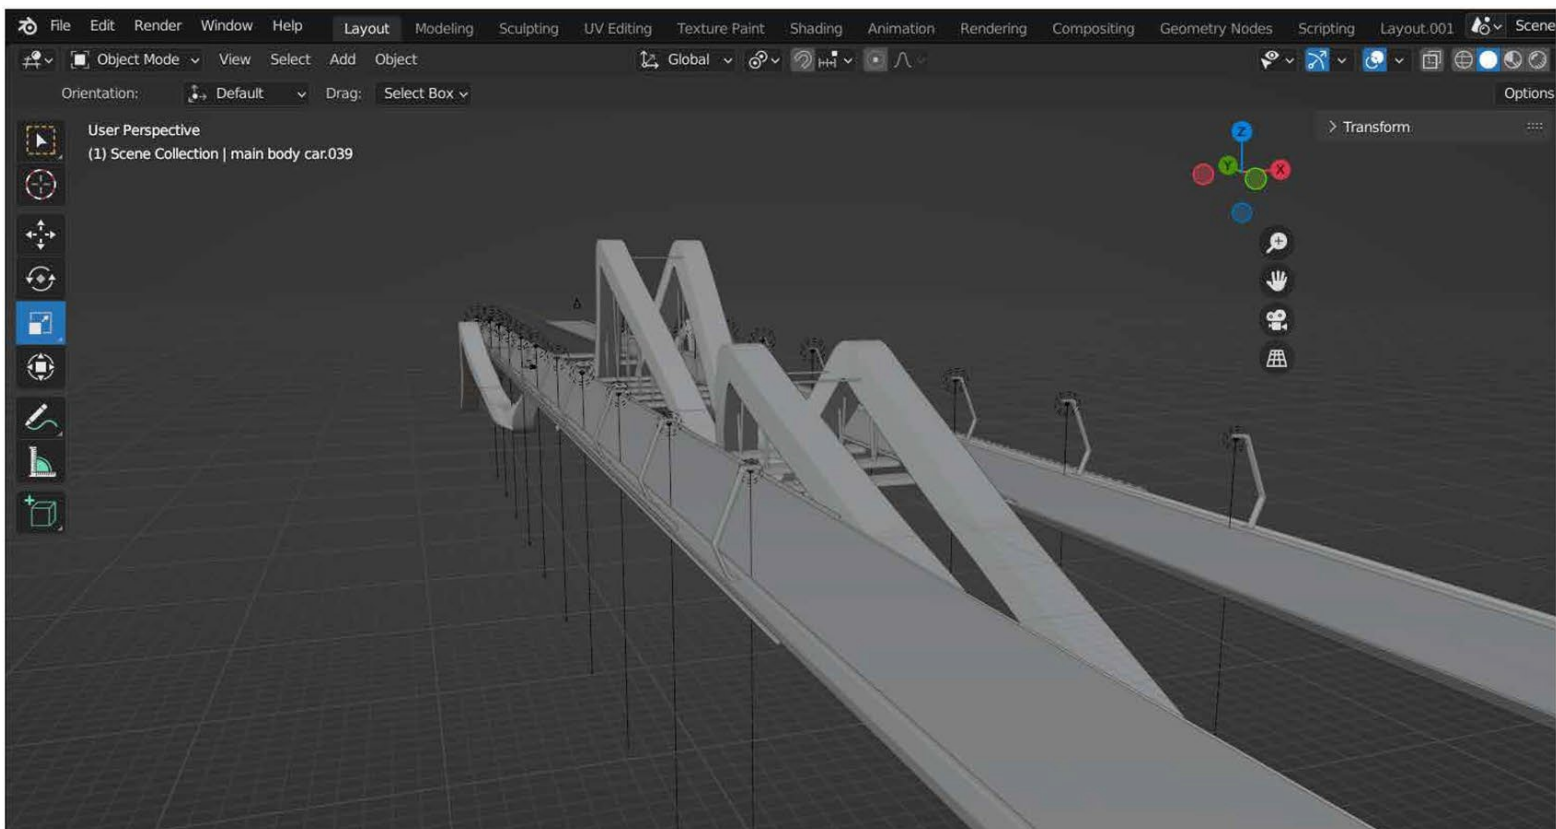 File Edit Render Window Help Layout Modeling Sculpting UV Editing Texture Paint Shading Animation Rendering Compositing Geometry Nodes Scripting Layout.001 Scene
Object Mode View Select Add Object Global
Orientation: Default Drag: Select Box Options
User Perspective
(1) Scene Collection | main body car.039
Transform
Z
Y
X